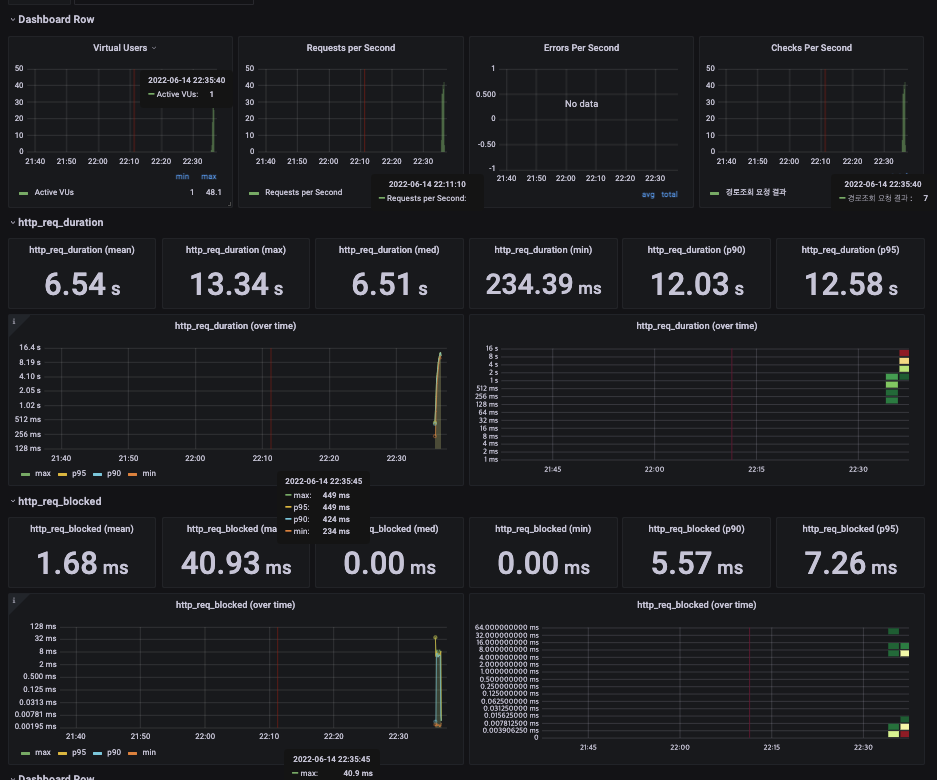 Dashboard Row
Virtual Users
50
40
30
20
10
0
21:40 21:50 22:00 22:10 22:20 22:30
2022-06-14 22:35:40
Active VUs: 1
min max
Active VUs 1 48.1
Requests per Second
50
40
30
20
10
0
21:40 21:50 22:00 22:10 22:20 22:30
Requests per Second
2022-06-14 22:11:10
Requests per Second:
Errors Per Second
1
0.500
0
-0.50
-1
No data
21:40 21:50 22:00 22:10 22:20 22:30
avg total
Checks Per Second
50
40
30
20
10
0
21:40 21:50 22:00 22:10 22:20 22:30
경로조회 요청 결과
2022-06-14 22:35:40
경로조회 요청 결과 : 7
http_req_duration
http_req_duration (mean)
6.54 s
http_req_duration (max)
13.34 s
http_req_duration (med)
6.51 s
http_req_duration (min)
234.39 ms
http_req_duration (p90)
12.03 s
http_req_duration (p95)
12.58 s
http_req_duration (over time)
16.4 s
8.19 s
4.10 s
2.05 s
1.02 s
512 ms
256 ms
128 ms
21:40 21:50 22:00 22:10 22:20 22:30
max p95 p90 min
http_req_duration (over time)
16 s
8 s
4 s
2 s
1 s
512 ms
256 ms
128 ms
64 ms
32 ms
16 ms
8 ms
4 ms
2 ms
1 ms
21:45 22:00 22:15 22:30
2022-06-14 22:35:45
max: 449 ms
p95: 449 ms
p90: 424 ms
min: 234 ms
http_req_blocked
http_req_blocked (mean)
1.68 ms
http_req_blocked (ma
40.93 ms
_blocked (med)
0.00 ms
http_req_blocked (min)
0.00 ms
http_req_blocked (p90)
5.57 ms
http_req_blocked (p95)
7.26 ms
http_req_blocked (over time)
128 ms
32 ms
8 ms
2 ms
0.500 ms
0.125 ms
0.0313 ms
0.00781 ms
0.00195 ms
21:40 21:50 22:00 22:10 22:20 22:30
max p95 p90 min
http_req_blocked (over time)
64.000000000 ms
32.000000000 ms
16.000000000 ms
8.000000000 ms
4.000000000 ms
2.000000000 ms
1.000000000 ms
0.500000000 ms
0.250000000 ms
0.125000000 ms
0.062500000 ms
0.031250000 ms
0.015625000 ms
0.007812500 ms
0.003906250 ms
0
21:45 22:00 22:15 22:30
2022-06-14 22:35:45
max: 40.9 ms
Dashboard Row